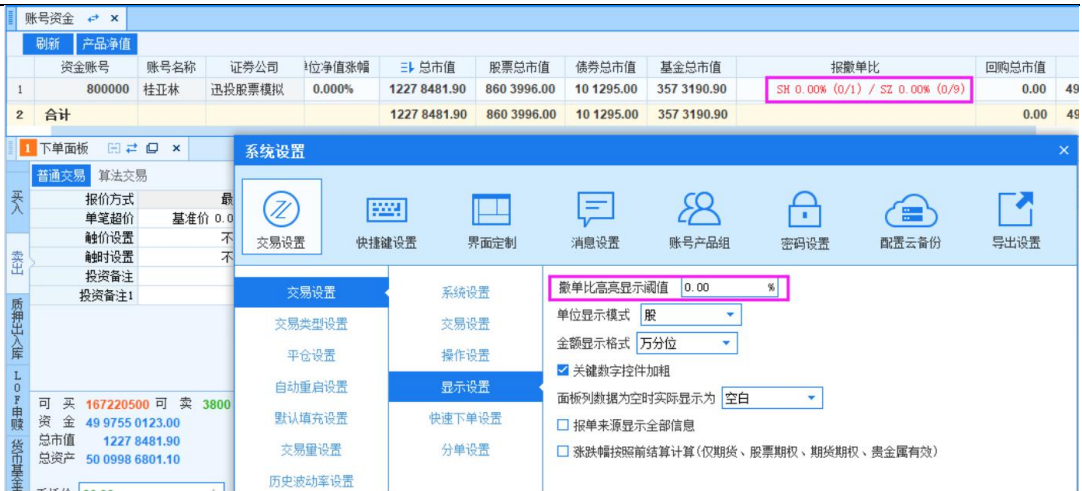 账号资金
刷新 产品净值
资金账号 账号名称 证券公司 单位净值涨幅 总市值 股票总市值 债券总市值 基金总市值 报撤单比 回购总市值
1 800000 桂亚林 迅投股票模拟 0.000% 1227 8481.90 860 3996.00 10 1295.00 357 3190.90 SH 0.00% (0/1) / SZ 0.00% (0/9) 0.00 49
2 合计 1227 8481.90 860 3996.00 10 1295.00 357 3190.90 0.00 49
1 下单面板
普通交易 算法交易
买入
卖出
质押出入库
LOF申赎
货币基金
报价方式 最
单笔超价 基准价 0.0
触价设置 不
触时设置 不
投资备注
投资备注1
可 买 167220500 可 卖 3800
资 金 49 9755 0123.00
总市值 1227 8481.90
总资产 50 0998 6801.10
系统设置
交易设置 快捷键设置 界面定制 消息设置 账号产品组 密码设置 配置云备份 导出设置
交易设置
交易类型设置
平仓设置
自动重启设置
默认填充设置
交易量设置
历史波动率设置
系统设置
交易设置
操作设置
显示设置
快速下单设置
分单设置
撤单比高亮显示阈值 0.00 %
单位显示模式 股
金额显示格式 万分位
关键数字控件加粗
面板列数据为空时实际显示为 空白
报单来源显示全部信息
涨跌幅按照前结算计算(仅期货、股票期权、期货期权、贵金属有效)